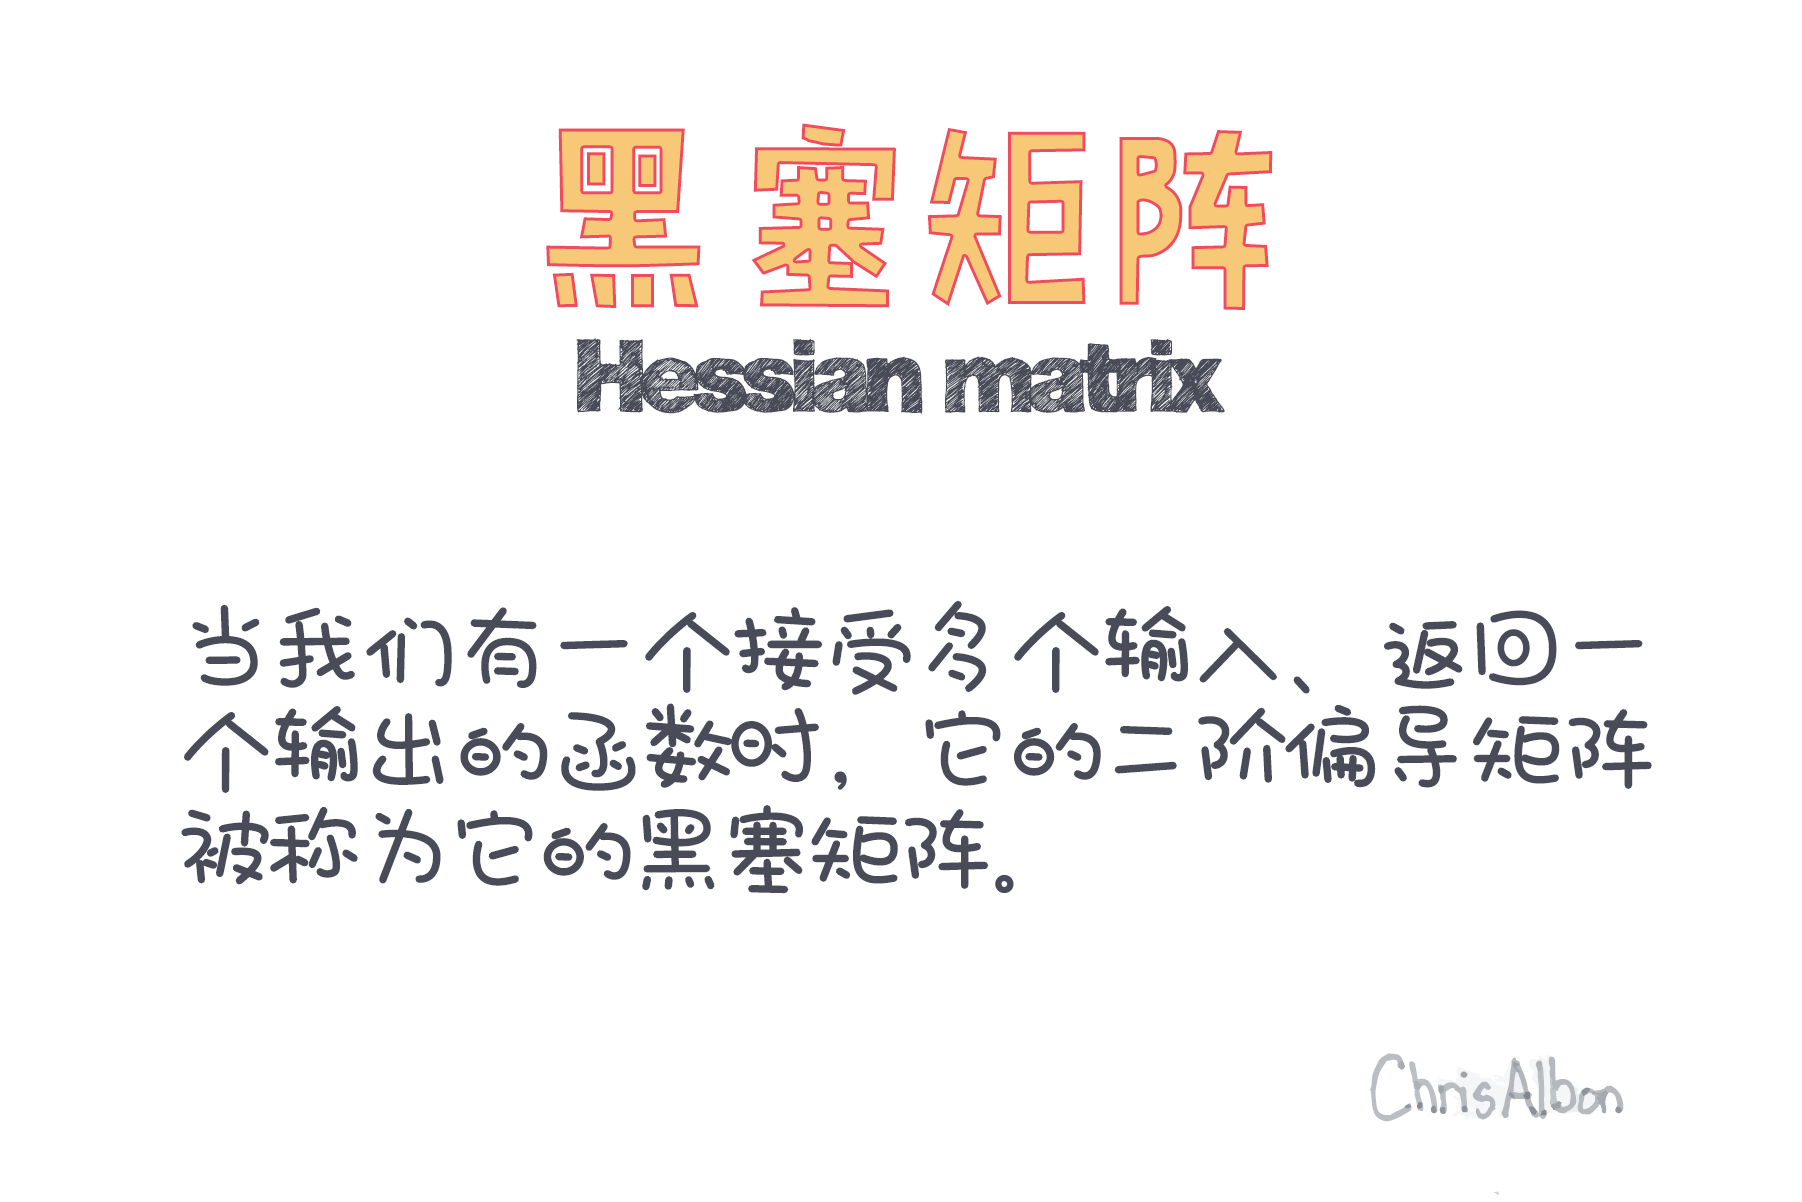 黑塞矩阵
Hessian matrix
当我们有一个接受多个输入、返回一
个输出的函数时，它的二阶偏导矩阵
被称为它的黑塞矩阵。
ChrisAlbon